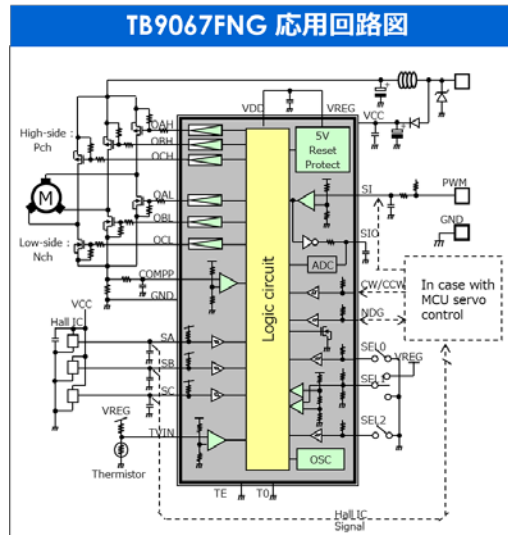 TB9067FNG 応用回路図
VDD
VREG
VCC
OAH
OBH
OCH
High-side :
Pch
5V
Reset
Protect
M
OAL
OBL
OCL
Low-side :
Nch
SI
PWM
SIO
GND
ADC
Logic circuit
COMPP
GND
CW/CCW
NDG
In case with
MCU servo
control
VCC
Hall IC
SA
SB
SC
SEL0
VREG
SEL1
SEL2
VREG
TVIN
Thermistor
OSC
TE
T0
Hall IC
Signal